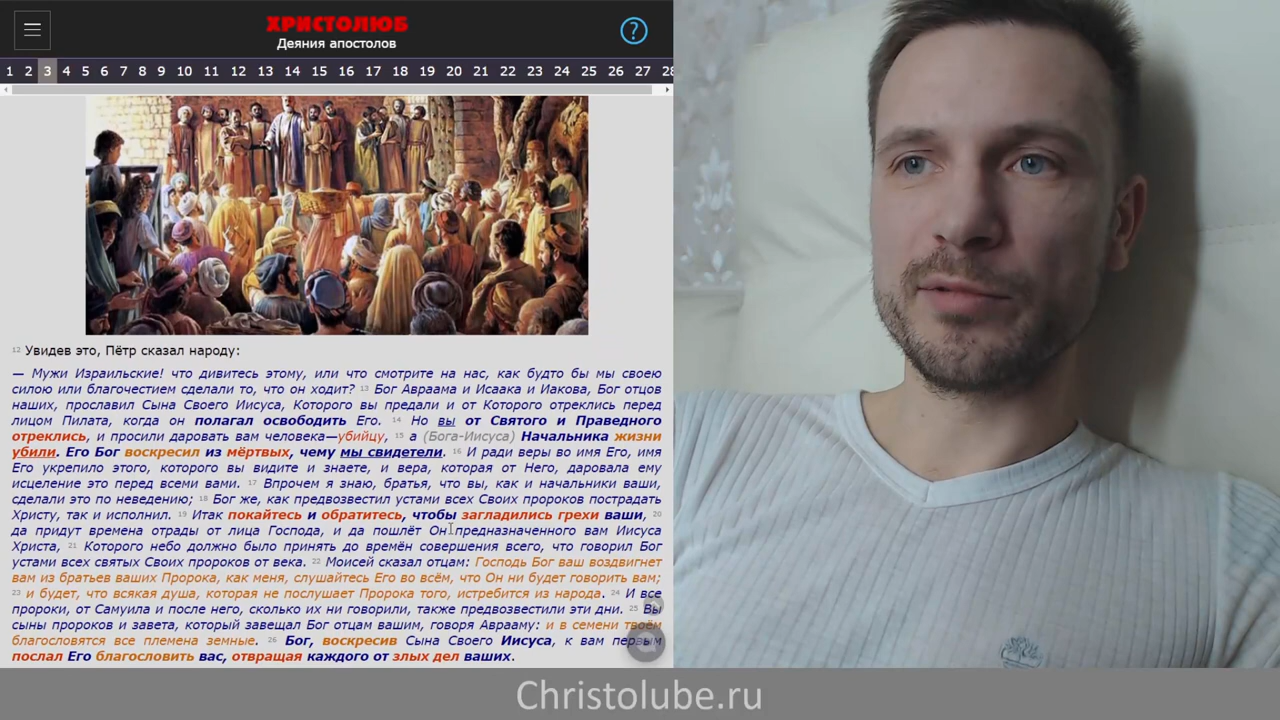 ХРИСТОЛЮБ
Деяния апостолов
?
1 2 3 4 5 6 7 8 9 10 11 12 13 14 15 16 17 18 19 20 21 22 23 24 25 26 27 28
12 Увидев это, Пётр сказал народу:
— Мужи Израильские! что дивитесь этому, или что смотрите на нас, как будто бы мы своею
силою или благочестием сделали то, что он ходит? 13 Бог Авраама и Исаака и Иакова, Бог отцов
наших, прославил Сына Своего Иисуса, Которого вы предали и от Которого отреклись перед
лицом Пилата, когда он полагал освободить Его. 14 Но вы от Святого и Праведного
отреклись, и просили даровать вам человека—убийцу, 15 а (Бога-Иисуса) Начальника жизни
убили. Его Бог воскресил из мёртвых, чему мы свидетели. 16 И ради веры во имя Его, имя
Его укрепило этого, которого вы видите и знаете, и вера, которая от Него, даровала ему
исцеление это перед всеми вами. 17 Впрочем я знаю, братья, что вы, как и начальники ваши,
сделали это по неведению; 18 Бог же, как предвозвестил устами всех Своих пророков пострадать
Христу, так и исполнил. 19 Итак покайтесь и обратитесь, чтобы загладились грехи ваши, 20
да придут времена отрады от лица Господа, и да пошлёт Он предназначенного вам Иисуса
Христа, 21 Которого небо должно было принять до времён совершения всего, что говорил Бог
устами всех святых Своих пророков от века. 22 Моисей сказал отцам: Господь Бог ваш воздвигнет
вам из братьев ваших Пророка, как меня, слушайтесь Его во всём, что Он ни будет говорить вам;
23 и будет, что всякая душа, которая не послушает Пророка того, истребится из народа. 24 И все
пророки, от Самуила и после него, сколько их ни говорили, также предвозвестили эти дни. 25 Вы
сыны пророков и завета, который завещал Бог отцам вашим, говоря Аврааму: и в семени твоём
благословятся все племена земные. 26 Бог, воскресив Сына Своего Иисуса, к вам первым
послал Его благословить вас, отвращая каждого от злых дел ваших.
Christolube.ru